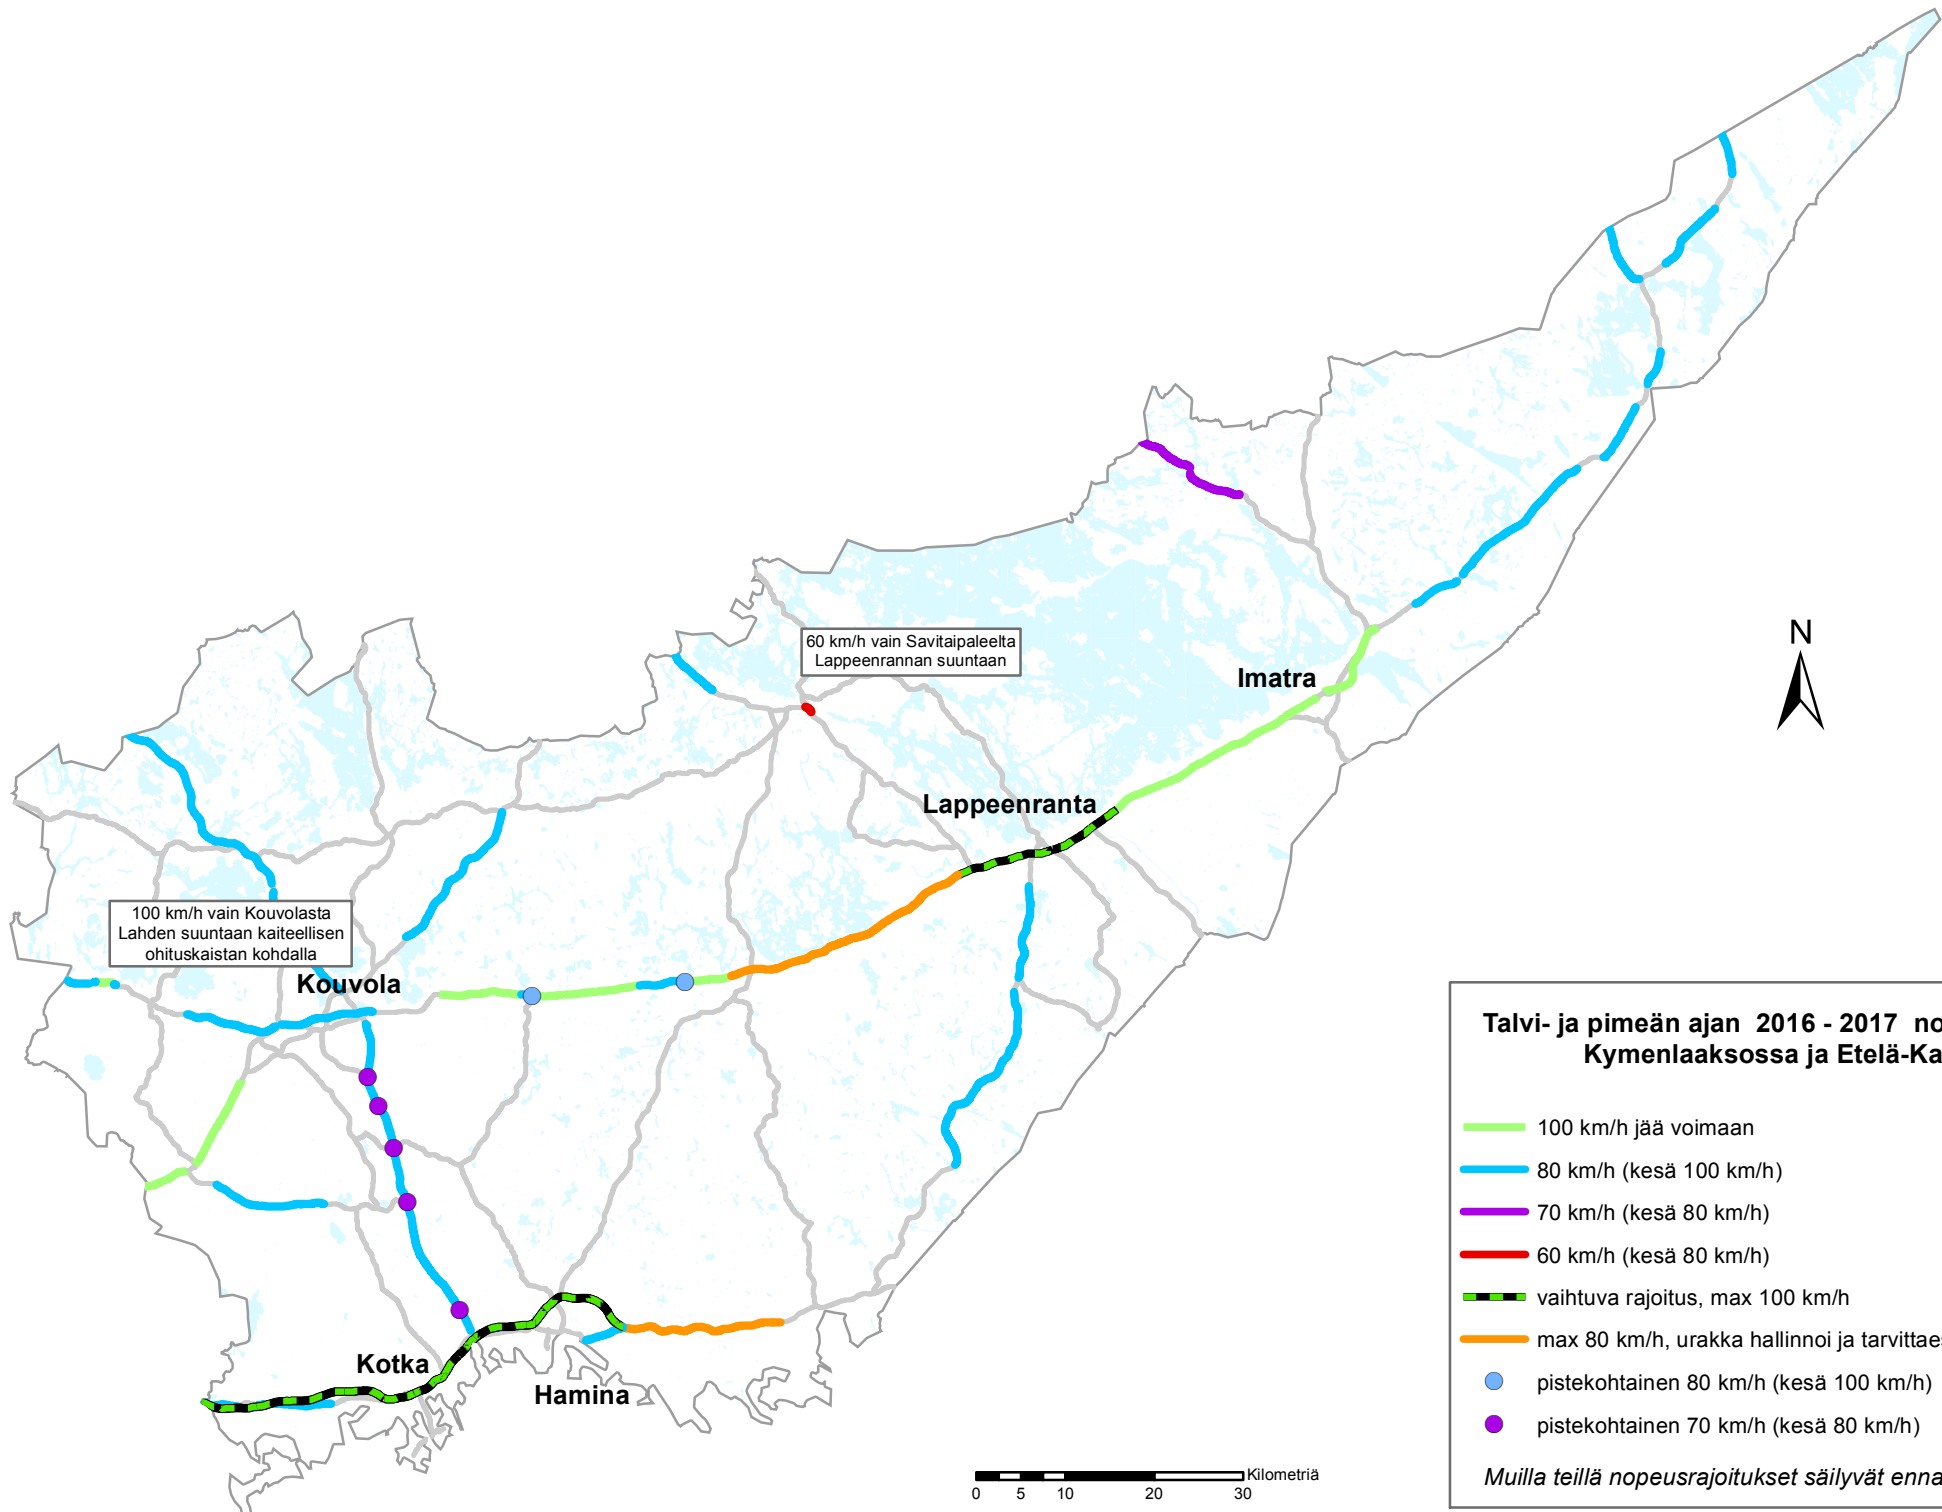 N
60 km/h vain Savitaipaleelta
Lappeenrannan suuntaan
Imatra
Lappeenranta
100 km/h vain Kouvolasta
Lahden suuntaan kaiteellisen
ohituskaistan kohdalla
Kouvola
Kotka
Hamina
Talvi- ja pimeän ajan 2016 - 2017 no
Kymenlaaksossa ja Etelä-Ka
100 km/h jää voimaan
80 km/h (kesä 100 km/h)
70 km/h (kesä 80 km/h)
60 km/h (kesä 80 km/h)
vaihtuva rajoitus, max 100 km/h
max 80 km/h, urakka hallinnoi ja tarvittaes
pistekohtainen 80 km/h (kesä 100 km/h)
pistekohtainen 70 km/h (kesä 80 km/h)
Muilla teillä nopeusrajoitukset säilyvät enna
Kilometriä
0 5 10 20 30